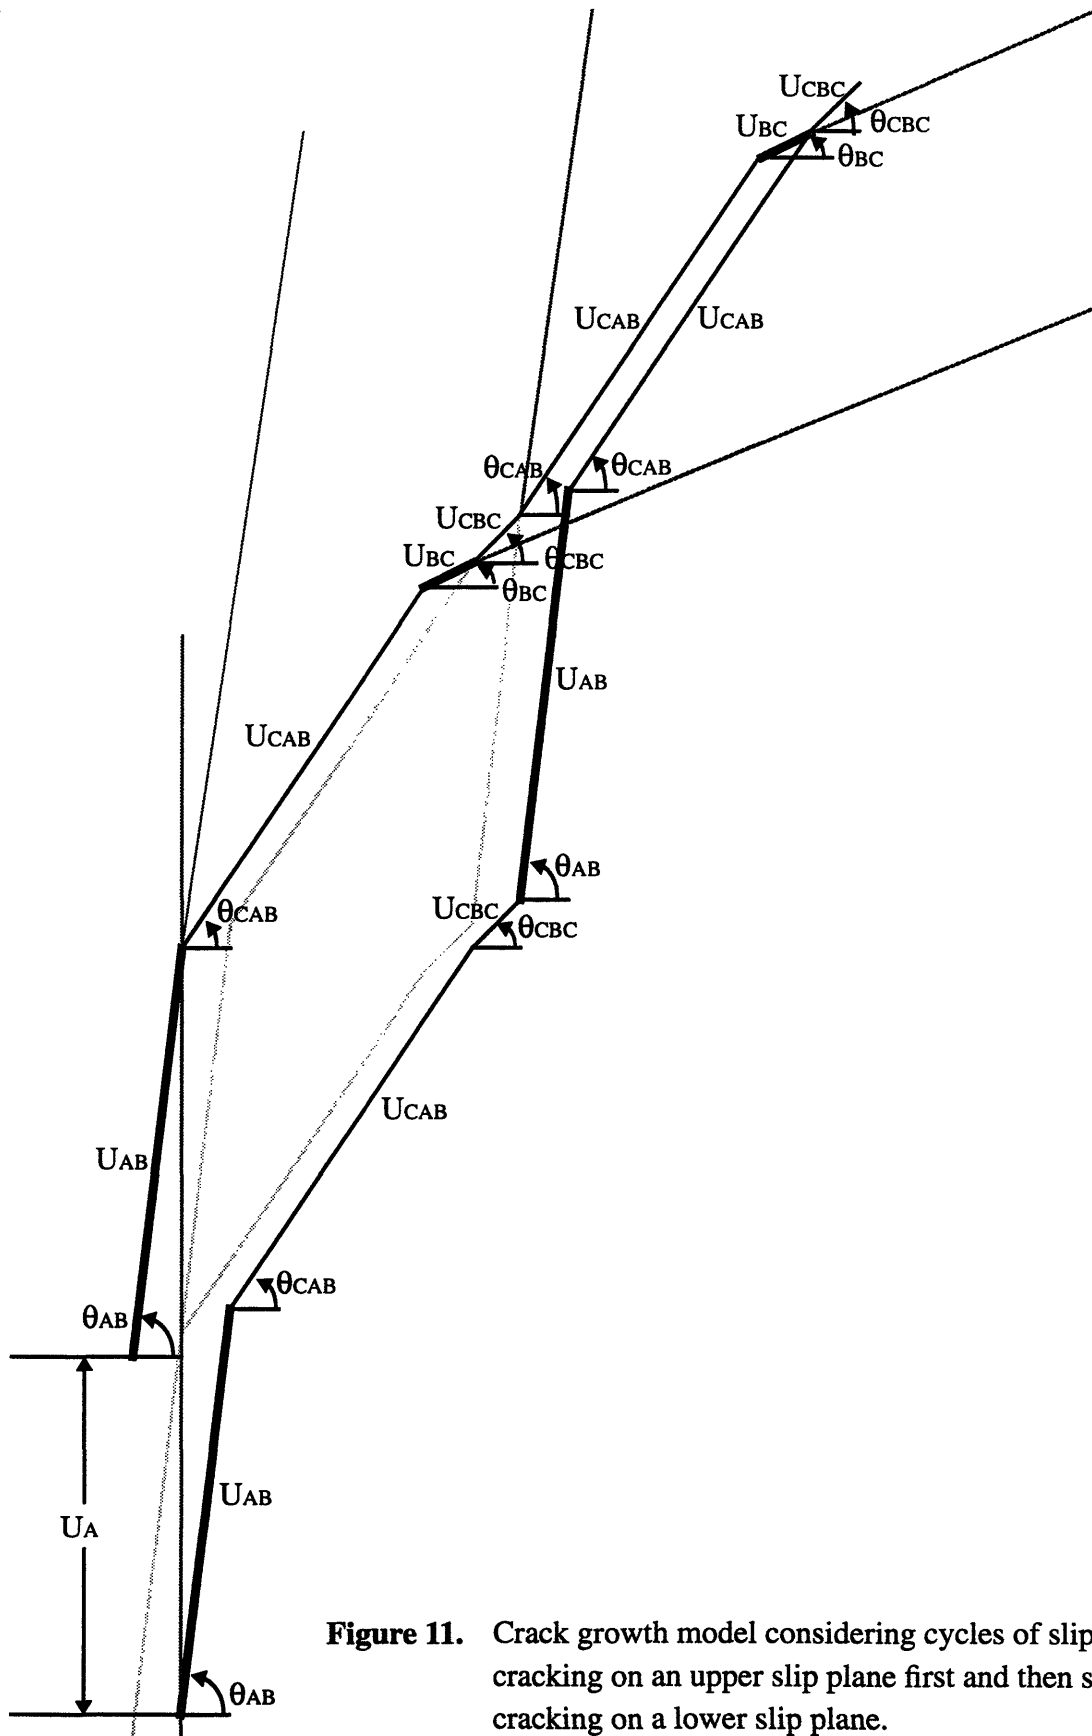 UCBC
UBC
θCBC
θBC
UCAB
UCAB
θCAB
θCAB
UCBC
UBC
θCBC
θBC
UAB
UCAB
θAB
θCAB
UCBC
θCBC
UCAB
UAB
θCAB
θAB
UAB
UA
θAB
Figure 11. Crack growth model considering cycles of slip
cracking on an upper slip plane first and then s
cracking on a lower slip plane.